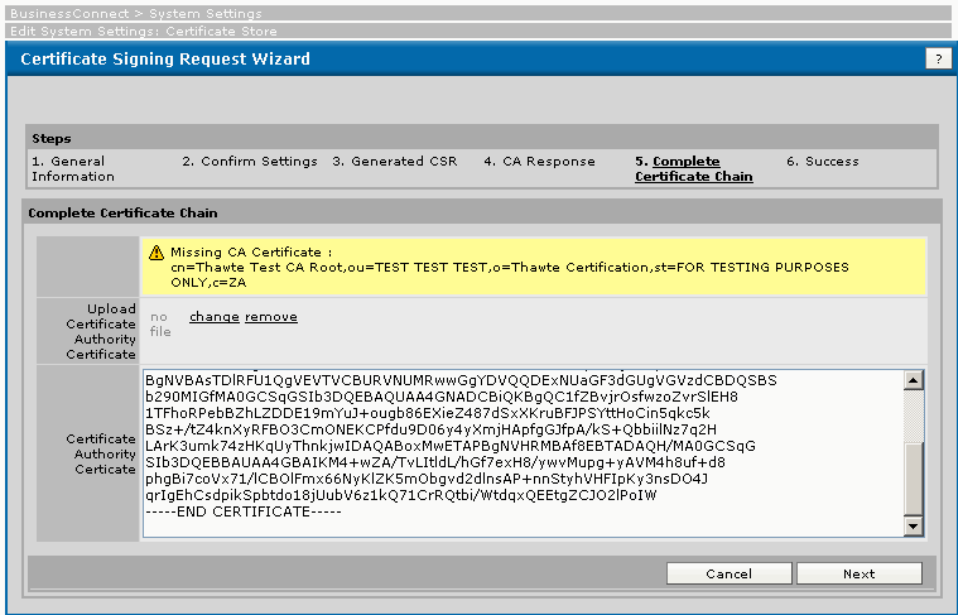 BusinessConnect > System Settings
Edit System Settings: Certificate Store
Certificate Signing Request Wizard
?
Steps
1. General Information
2. Confirm Settings
3. Generated CSR
4. CA Response
5. Complete Certificate Chain
6. Success
Complete Certificate Chain
Missing CA Certificate :
cn=Thawte Test CA Root,ou=TEST TEST TEST,o=Thawte Certification,st=FOR TESTING PURPOSES
ONLY,c=ZA
Upload
Certificate
Authority
Certificate
no
file
change remove
Certificate
Authority
Certicate
BgNVBAsTDlRFU1QgVEVTVCBURVNUMRwwGgYDVQQDExNUaGF3dGUgVGVzdCBDQSBS
b290MIGfMA0GCSqGSIb3DQEBAQUAA4GNADCBiQKBgQC1fZBvjrOsfwzoZvrSlEH8
1TFhoRPebBZhLZDDE19mYuJ+ougb86EXieZ487dSxXKruBFJPSYttHoCin5qkc5k
BSz+/tZ4knXyRFBO3CmONEKCPfdu9D06y4yXmjHApfgGJfpA/kS+QbbiilNz7q2H
LArK3umk74zHKqUyThnkjwIDAQABoxMwETAPBgNVHRMBAf8EBTADAQH/MA0GCSqG
SIb3DQEBBAUAA4GBAIKM4+wZA/TvLItldL/hGf7exH8/ywvMupg+yAVM4h8uf+d8
phgBi7coVx71/lCBOlFmx66NyKlZK5mObgvd2dlnsAP+nnStyhVHFIpKy3nsDO4J
qrIgEhCsdpikSpbtdo18jUubV6z1kQ71CrRQtbi/WtdqxQEEtgZCJO2lPoIW
-----END CERTIFICATE-----
Cancel
Next